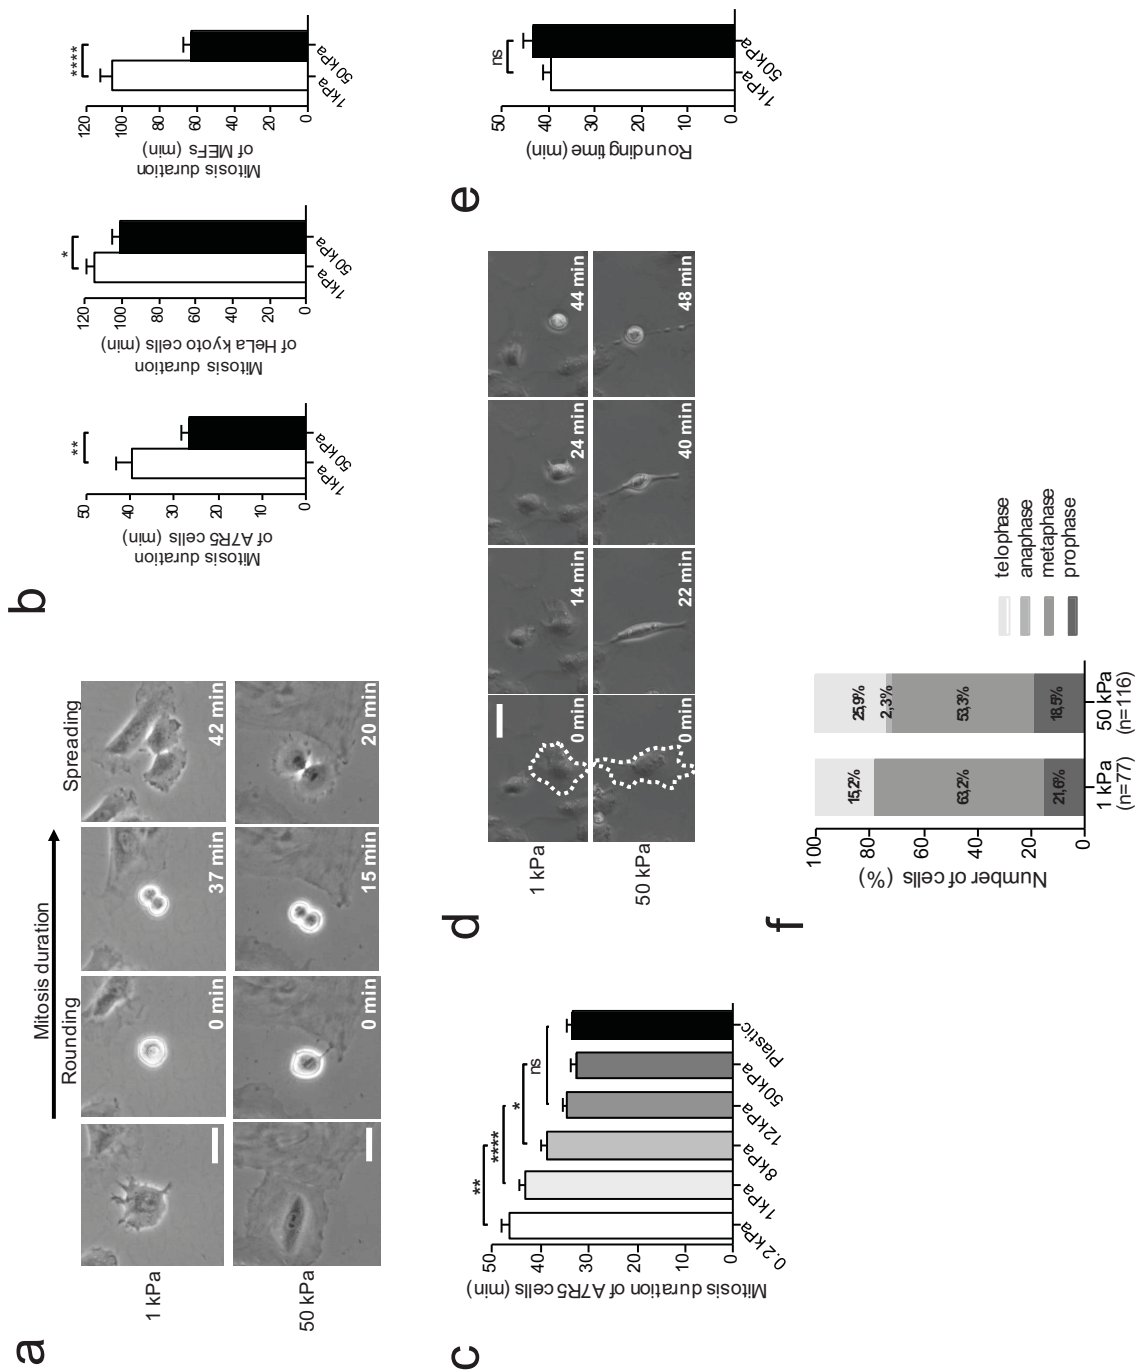 a
Mitosis duration
Rounding
Spreading
1 kPa
0 min
37 min
42 min
50 kPa
0 min
15 min
20 min
b
Mitosis duration
of A7R5 cells (min)
50
40
30
20
10
0
**
1kPa
50 kPa
Mitosis duration
of HeLa kyoto cells (min)
120
100
80
60
40
20
0
*
1kPa
50 kPa
Mitosis duration
of MEFs (min)
120
100
80
60
40
20
0
****
1kPa
50 kPa
c
Mitosis duration of A7R5 cells (min)
50
40
30
20
10
0
**
****
*
ns
0.2 kPa
1kPa
8kPa
12kPa
50kPa
Plastic
d
1 kPa
0 min
14 min
24 min
44 min
50 kPa
0 min
22 min
40 min
48 min
e
Rounding time (min)
50
40
30
20
10
0
ns
1kPa
50 kPa
f
Number of cells (%)
100
80
60
40
20
0
15,2%
63,2%
21,6%
25,9%
2,3%
53,3%
18,5%
1 kPa
(n=77)
50 kPa
(n=116)
telophase
anaphase
metaphase
prophase